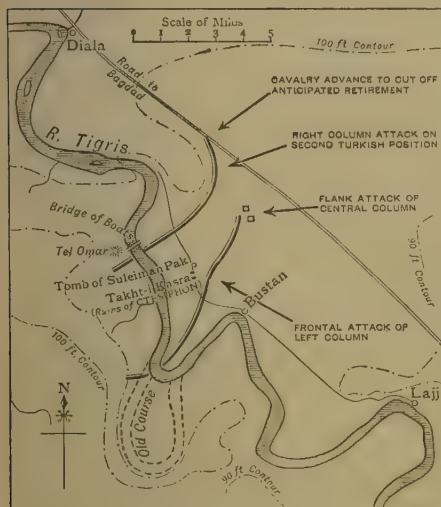 Scale of Miles
0 1 2 3 4 5
Diala
100 ft Contour
Road to
Bagdad
CAVALRY ADVANCE TO CUT OFF
ANTICIPATED RETIREMENT
R. Tigris
RIGHT COLUMN ATTACK ON
SECOND TURKISH POSITION
FLANK ATTACK OF
CENTRAL COLUMN
Bridge of Boats
Tel Omar
Tomb of Suleiman Pak
Takht-i-Kesra
(Ruins of CTESIPHON)
90 ft Contour
Bustan
FRONTAL ATTACK OF
LEFT COLUMN
100 ft. Contour
Lajj
N
Old Course
90 ft Contour